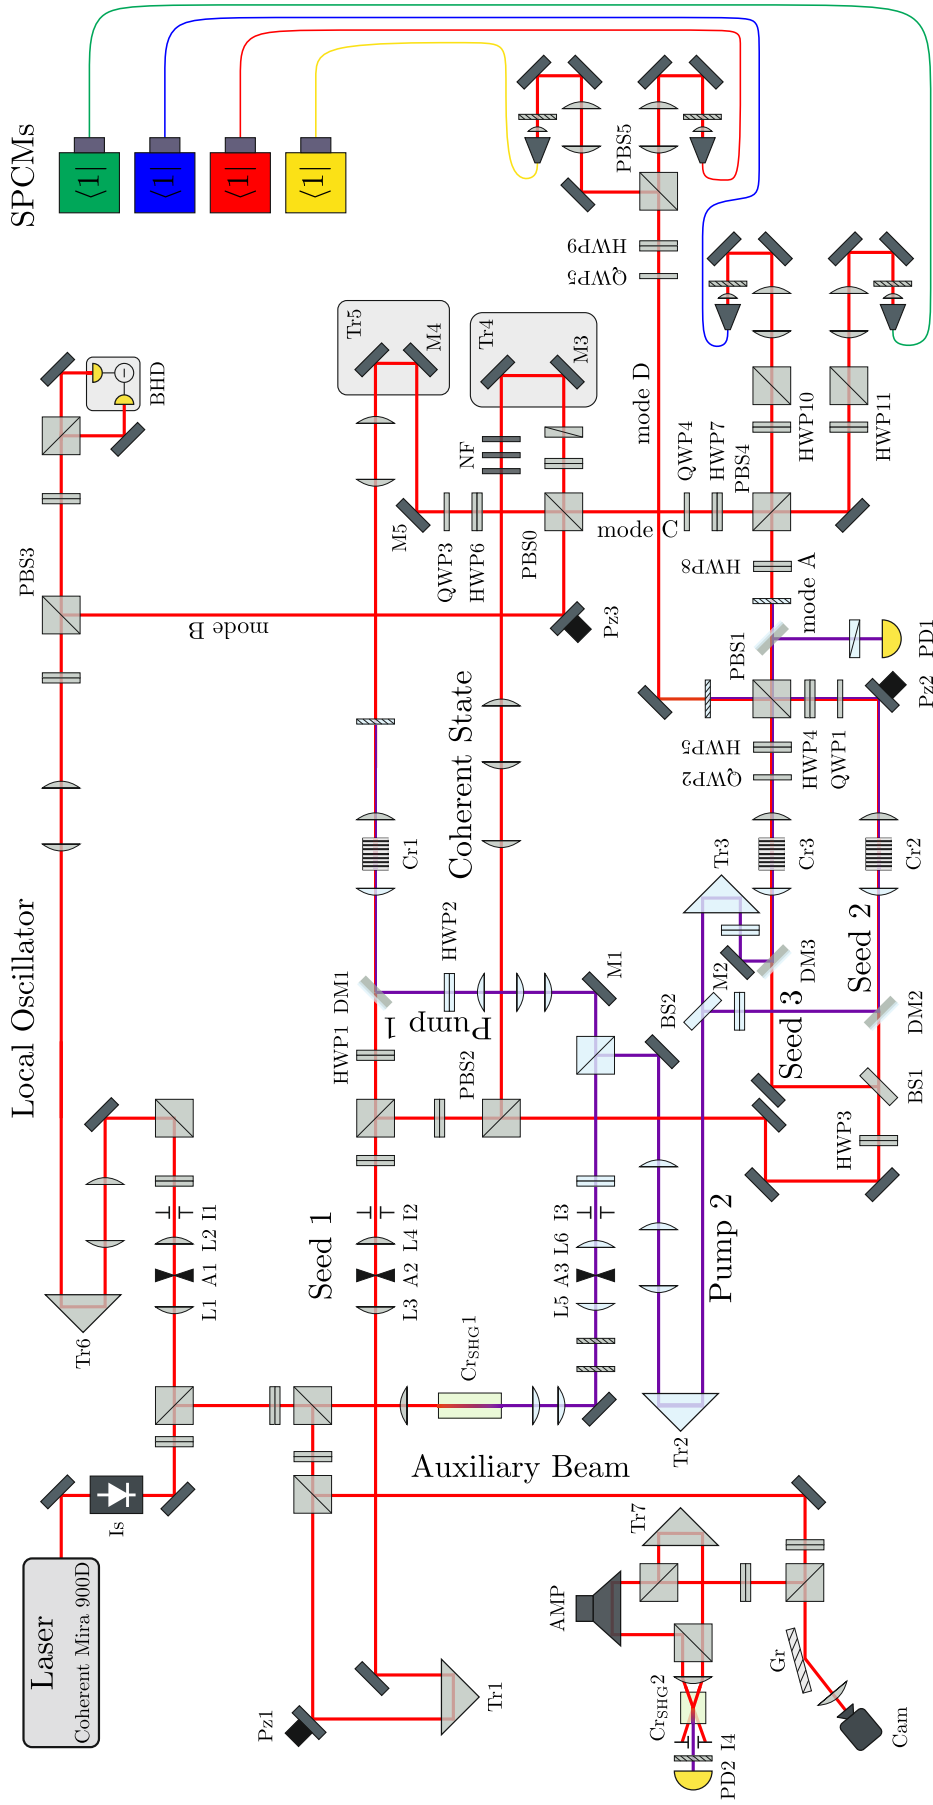 SPCMs
⟨1|
⟨1|
⟨1|
⟨1|
PBS5
HWP9
QWP5
BHD
PBS3
Tr5
M4
Tr4
M3
NF
M5
QWP3
HWP6
PBS0
mode D
mode C
QWP4
HWP7
PBS4
HWP10
HWP11
HWP8
mode A
mode B
Pz3
PBS1
PD1
Pz2
HWP5
QWP2
HWP4
QWP1
Coherent State
Cr1
Tr3
Cr3
Cr2
Local Oscillator
HWP2
DM1
HWP1
Pump 1
M1
M2
DM3
Seed 2
BS2
Seed 3
DM2
PBS2
BS1
HWP3
Tr6
L1 A1 L2 I1
Seed 1
L3 A2 L4 I2
L5 A3 L6 I3
Pump 2
CrSHG1
Tr2
Auxiliary Beam
Is
Laser
Coherent Mira 900D
Tr7
AMP
Gr
Pz1
Tr1
CrSHG2
PD2 I4
Cam